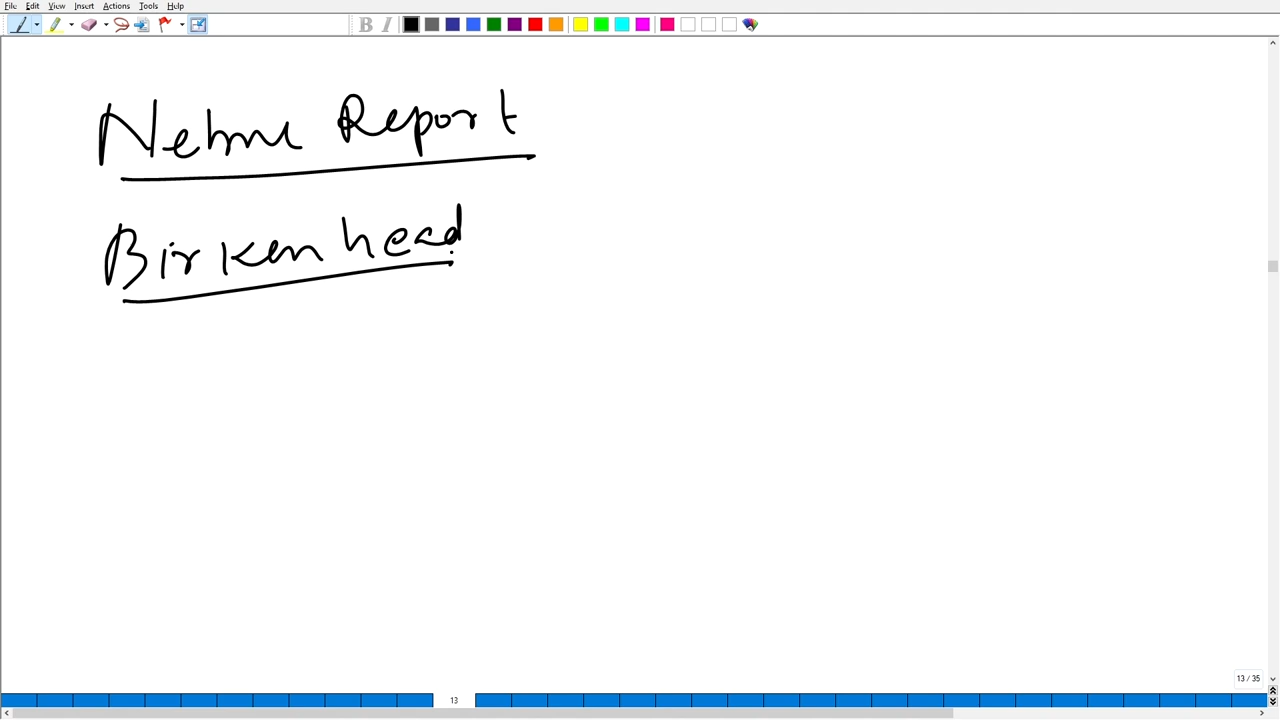 File Edit View Insert Actions Tools Help
B I
Nehru Report
Birkenhead
13 / 35
13